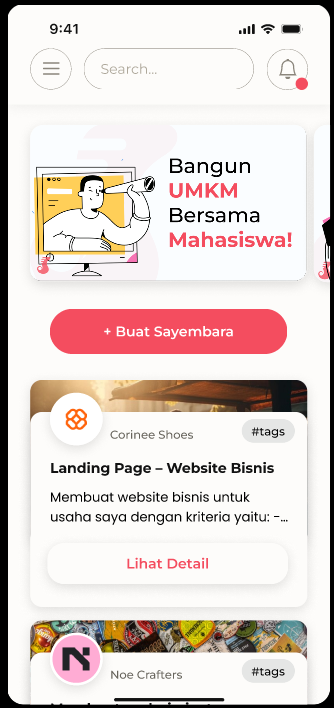 9:41
Search...
Bangun
UMKM
Bersama
Mahasiswa!
+ Buat Sayembara
Corinee Shoes
#tags
Landing Page – Website Bisnis
Membuat website bisnis untuk
usaha saya dengan kriteria yaitu: -...
Lihat Detail
Noe Crafters
#tags